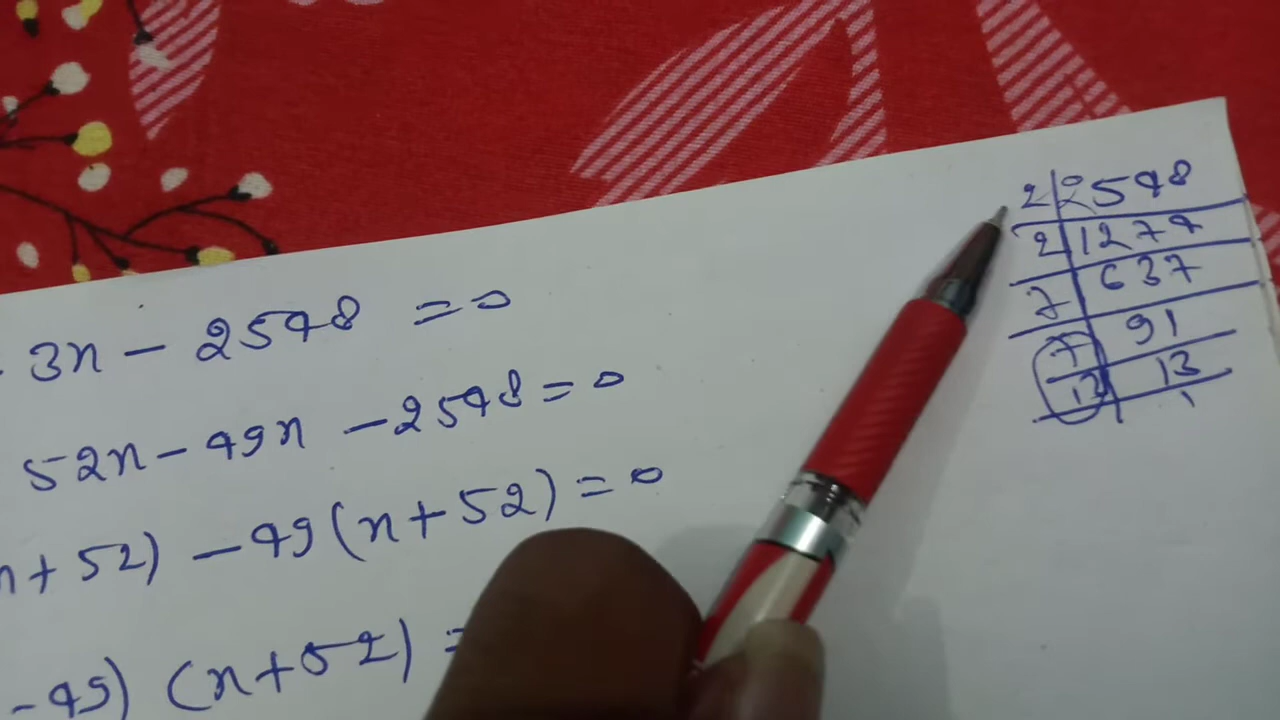 3n - 2548 = 0
52n - 49n - 2548 = 0
n + 52) - 49 (n + 52) = 0
- 49) (n + 52) =
2 | 2548
2 | 1274
7 | 637
7 | 91
13 | 13
1